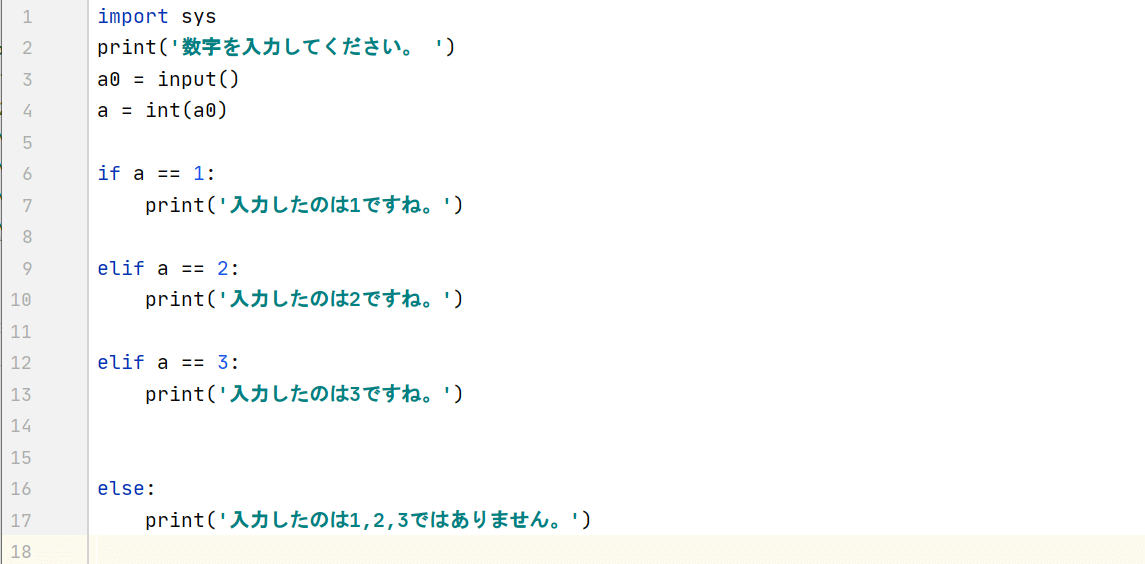 1 import sys
2 print('数字を入力してください。 ')
3 a0 = input()
4 a = int(a0)
5
6 if a == 1:
7     print('入力したのは1ですね。')
8
9 elif a == 2:
10     print('入力したのは2ですね。')
11
12 elif a == 3:
13     print('入力したのは3ですね。')
14
15
16 else:
17     print('入力したのは1,2,3ではありません。')
18